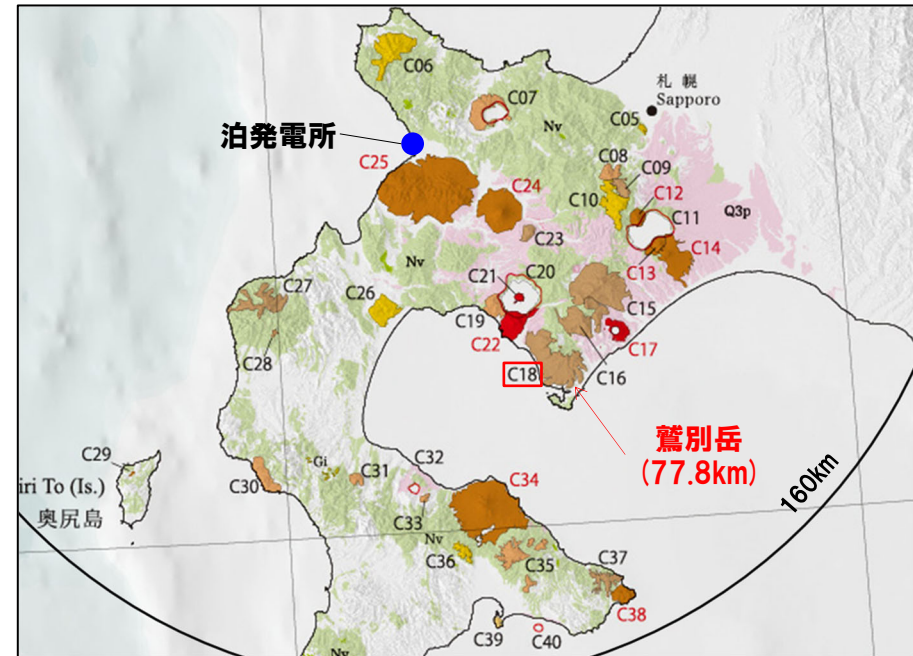 C06
C07
札幌
Sapporo
C05
Nv
泊発電所
C25
C24
C08
C09
C12
C10
C11
Q3p
C14
C23
C13
Nv
C21
C20
C27
C26
C15
C19
C22
C17
C28
C18
C16
鷲別岳
(77.8km)
160km
C29
iri To (Is.)
奥尻島
C30
Gi
C31
C32
C34
C33
Nv
C36
C35
C37
C38
C39
C40
Nv